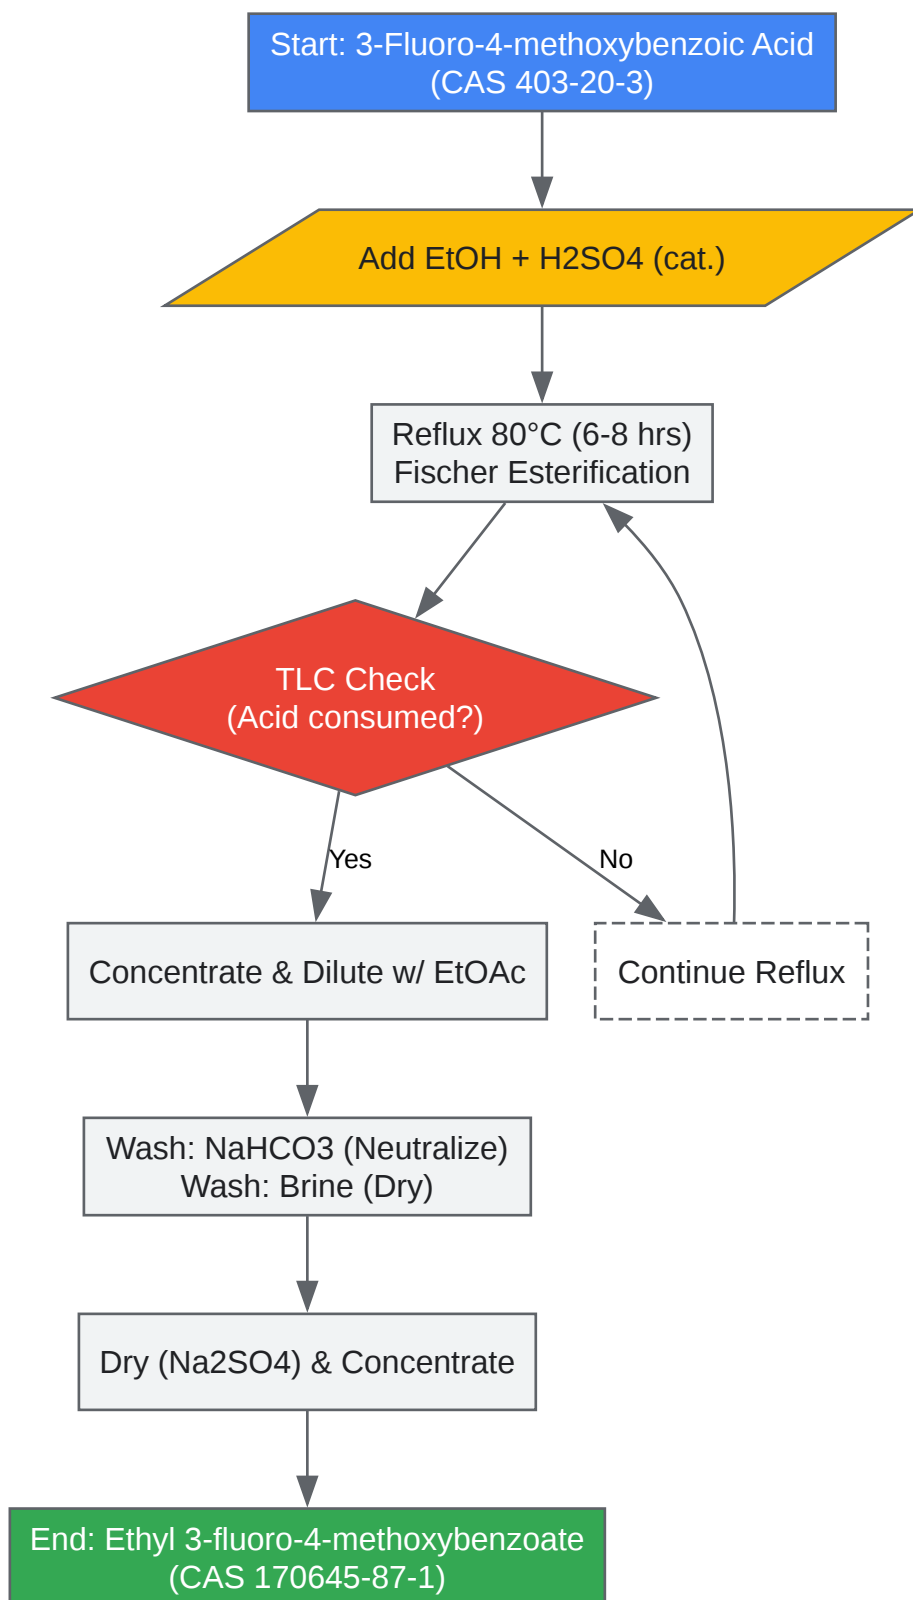 Start: 3-Fluoro-4-methoxybenzoic Acid
(CAS 403-20-3)
Add EtOH + H2SO4 (cat.)
Reflux 80°C (6-8 hrs)
Fischer Esterification
TLC Check
(Acid consumed?)
Yes
No
Concentrate & Dilute w/ EtOAc
Continue Reflux
Wash: NaHCO3 (Neutralize)
Wash: Brine (Dry)
Dry (Na2SO4) & Concentrate
End: Ethyl 3-fluoro-4-methoxybenzoate
(CAS 170645-87-1)